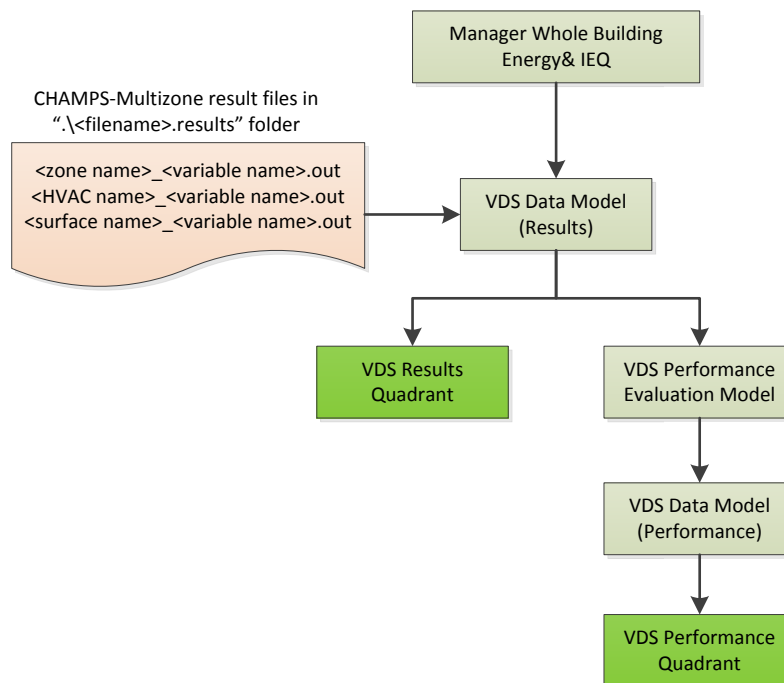 Manager Whole Building
Energy& IEQ
CHAMPS-Multizone result files in
“.\<filename>.results” folder
<zone name>_<variable name>.out
<HVAC name>_<variable name>.out
<surface name>_<variable name>.out
VDS Data Model
(Results)
VDS Results
Quadrant
VDS Performance
Evaluation Model
VDS Data Model
(Performance)
VDS Performance
Quadrant